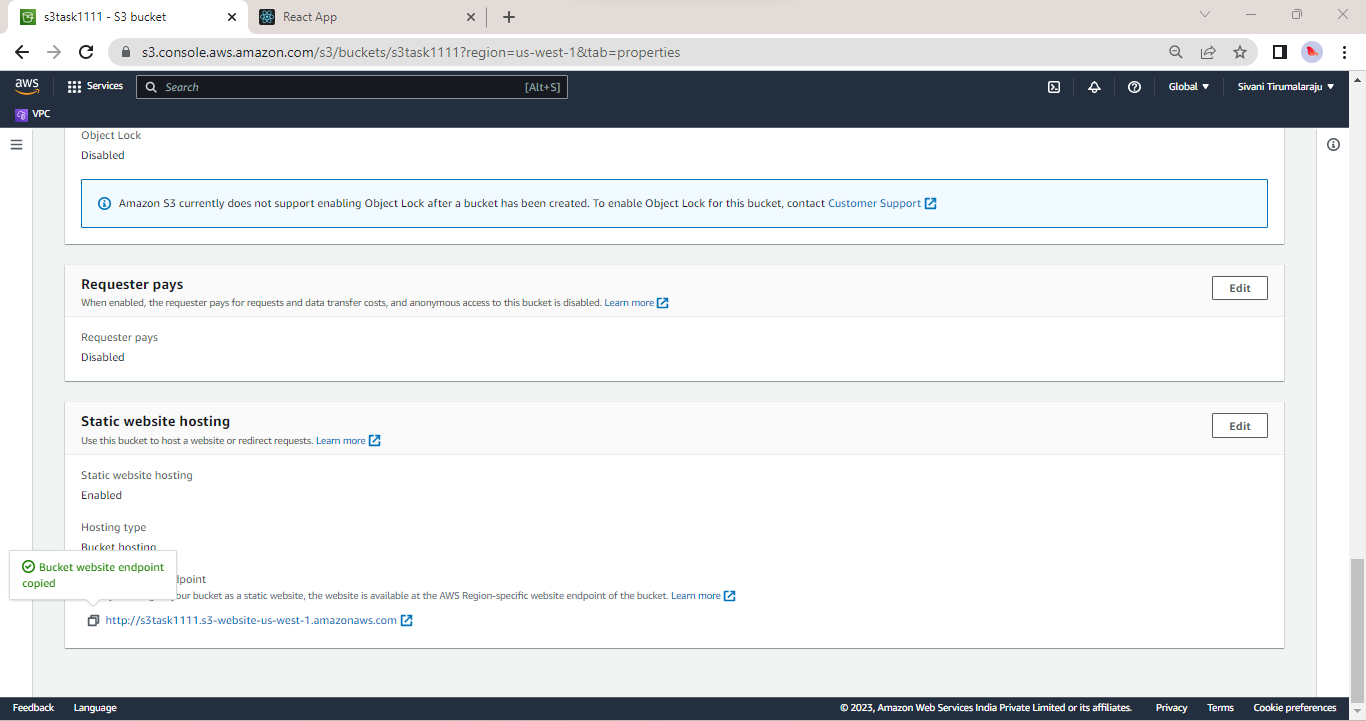 s3task1111 - S3 bucket
React App
s3.console.aws.amazon.com/s3/buckets/s3task1111?region=us-west-1&tab=properties
aws
Services
Search
[Alt+S]
Global
Sivani Tirumalaraju
VPC
Object Lock
Disabled
Amazon S3 currently does not support enabling Object Lock after a bucket has been created. To enable Object Lock for this bucket, contact Customer Support
Requester pays
Edit
When enabled, the requester pays for requests and data transfer costs, and anonymous access to this bucket is disabled. Learn more
Requester pays
Disabled
Static website hosting
Edit
Use this bucket to host a website or redirect requests. Learn more
Static website hosting
Enabled
Hosting type
Bucket hosting
Bucket website endpoint
copied
dpoint
our bucket as a static website, the website is available at the AWS Region-specific website endpoint of the bucket. Learn more
http://s3task1111.s3-website-us-west-1.amazonaws.com
Feedback
Language
© 2023, Amazon Web Services India Private Limited or its affiliates.
Privacy
Terms
Cookie preferences